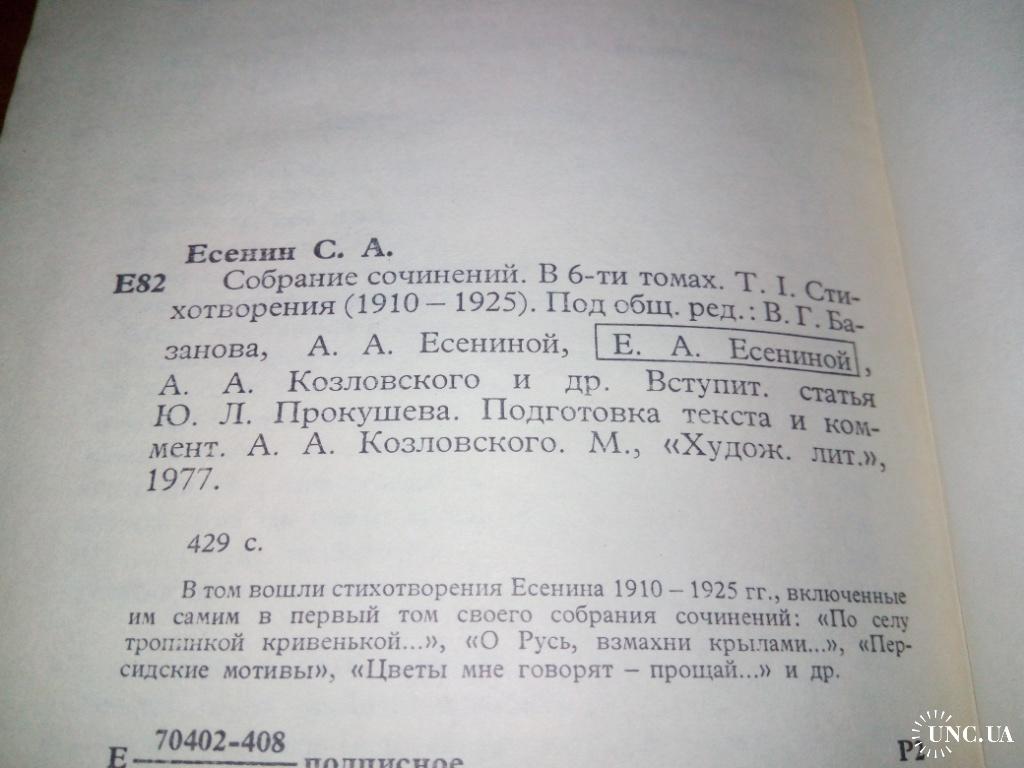 Есенин С. А.
Е82 Собрание сочинений. В 6-ти томах. Т. I. Сти-
хотворения (1910 – 1925). Под общ. ред.: В. Г. Ба-
занова, А. А. Есениной, Е. А. Есениной,
А. А. Козловского и др. Вступит. статья
Ю. Л. Прокушева. Подготовка текста и ком-
мент. А. А. Козловского. М., «Худож. лит.»,
1977.
429 с.
В том вошли стихотворения Есенина 1910 – 1925 гг., включенные
им самим в первый том своего собрания сочинений: «По селу
тропинкой кривенькой...», «О Русь, взмахни крылами...», «Пер-
сидские мотивы», «Цветы мне говорят – прощай...» и др.
70402-408
Е подписное
Р2
UNC.UA